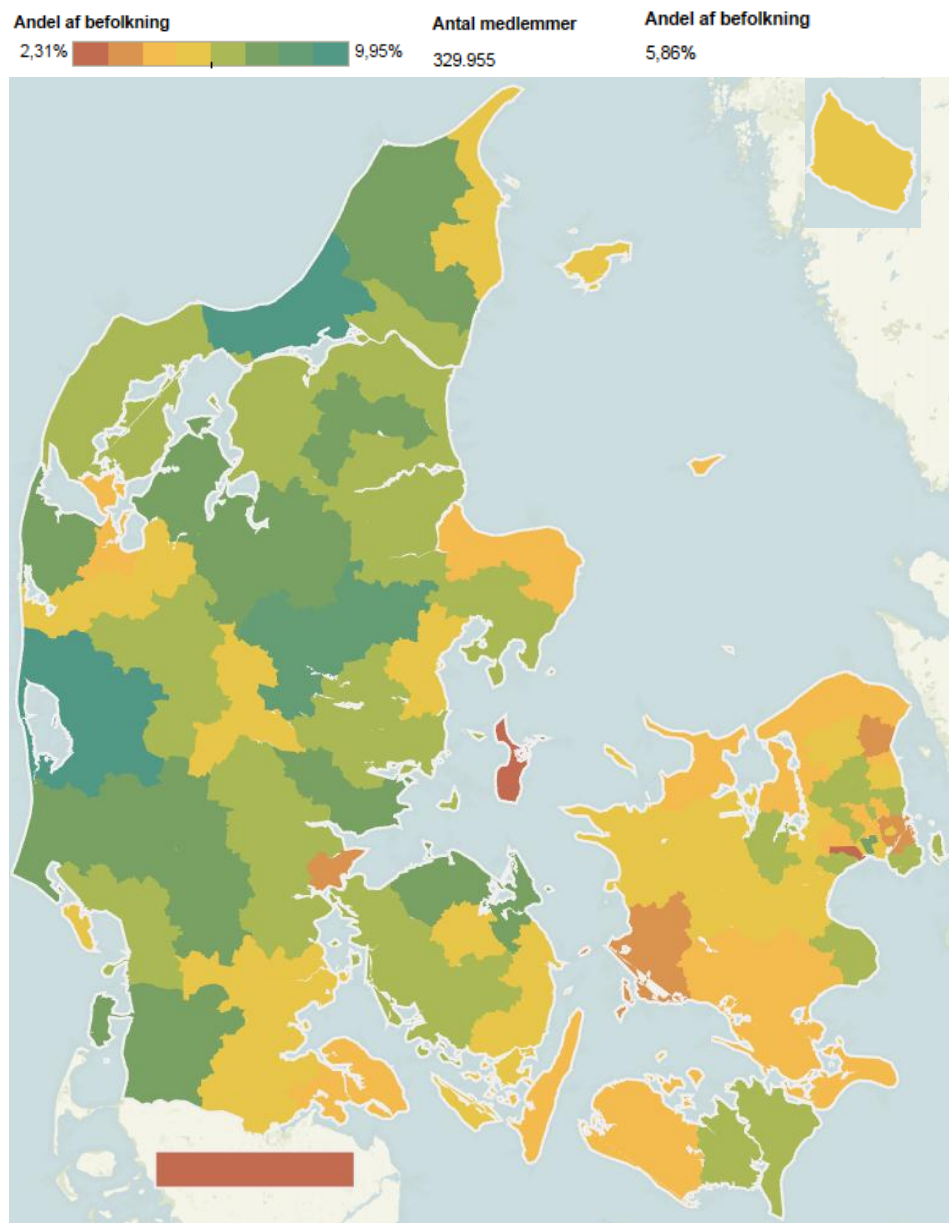 Andel af befolkning
2,31% 9,95%
Antal medlemmer
329.955
Andel af befolkning
5,86%